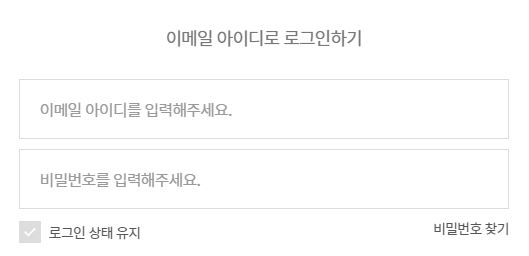 이메일 아이디로 로그인하기
이메일 아이디를 입력해주세요.
비밀번호를 입력해주세요.
로그인 상태 유지
비밀번호 찾기